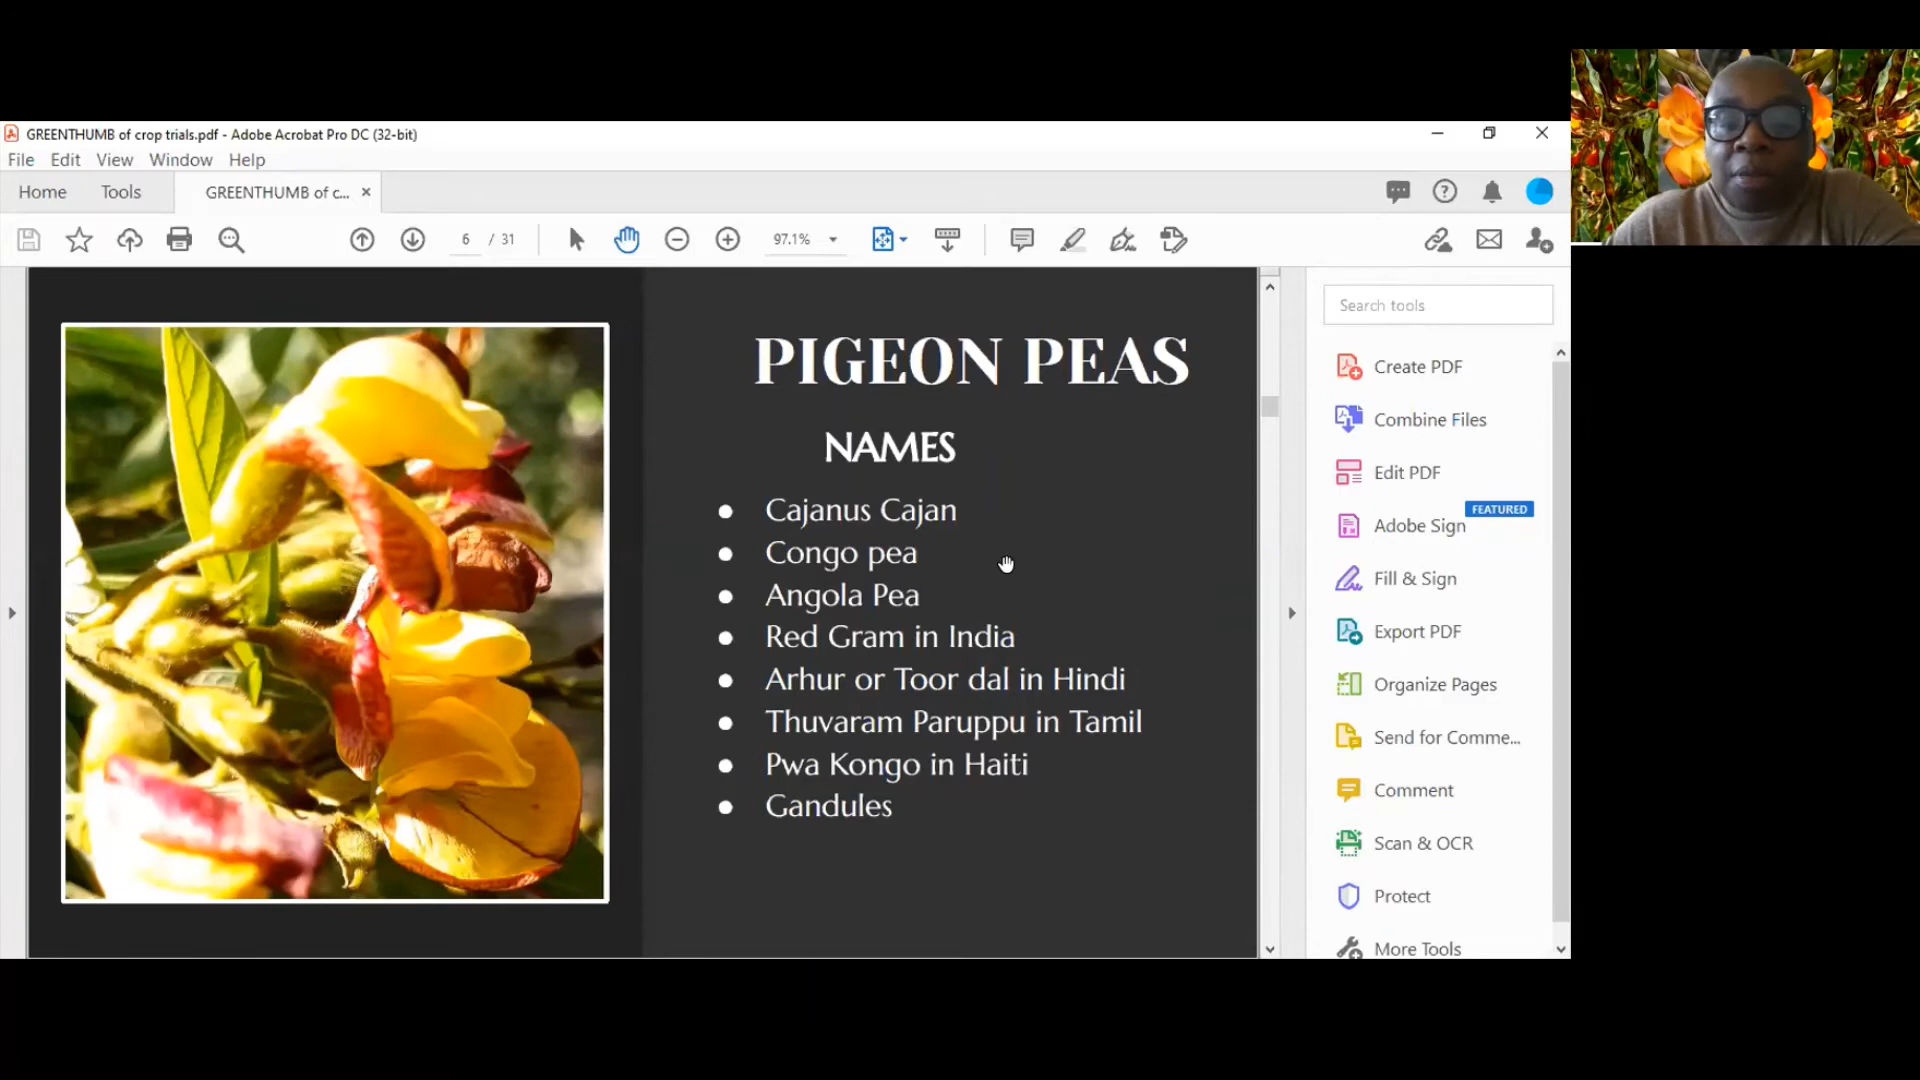 GREENTHUMB of crop trials.pdf - Adobe Acrobat Pro DC (32-bit)
File Edit View Window Help
Home Tools GREENTHUMB of c... ×
6 / 31 97.1%
PIGEON PEAS
NAMES
● Cajanus Cajan
● Congo pea
● Angola Pea
● Red Gram in India
● Arhur or Toor dal in Hindi
● Thuvaram Paruppu in Tamil
● Pwa Kongo in Haiti
● Gandules
Search tools
Create PDF
Combine Files
Edit PDF
FEATURED
Adobe Sign
Fill & Sign
Export PDF
Organize Pages
Send for Comme...
Comment
Scan & OCR
Protect
More Tools